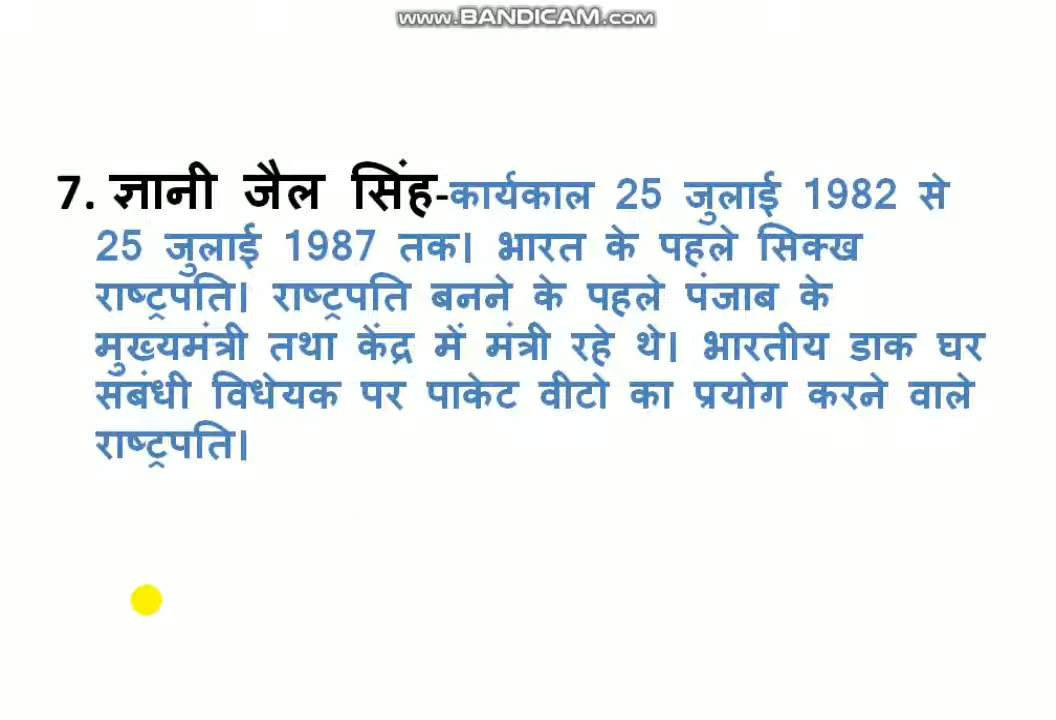 www.BANDICAM.com
7. ज्ञानी जैल सिंह-कार्यकाल 25 जुलाई 1982 से
25 जुलाई 1987 तक। भारत के पहले सिक्ख
राष्ट्रपति। राष्ट्रपति बनने के पहले पंजाब के
मुख्यमंत्री तथा केंद्र में मंत्री रहे थे। भारतीय डाक घर
सबंधी विधेयक पर पाकेट वीटो का प्रयोग करने वाले
राष्ट्रपति।